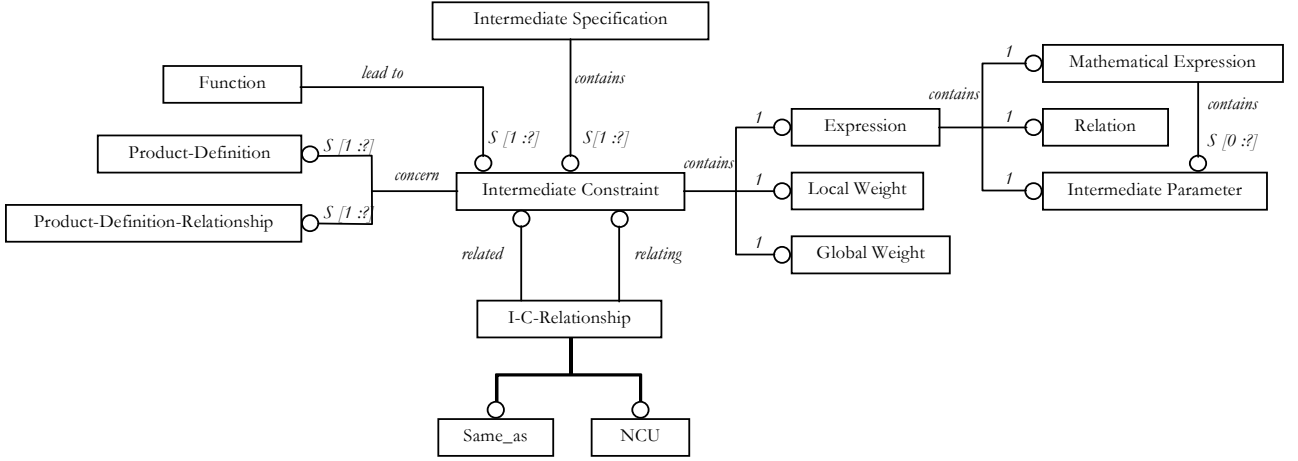 Intermediate Specification
Function
lead to
contains
S [1 :?]
S[1 :?]
Product-Definition
S [1 :?]
Product-Definition-Relationship
S [1 :?]
concern
Intermediate Constraint
contains
1
Expression
1
Local Weight
1
Global Weight
contains
1
Mathematical Expression
contains
S [0 :?]
1
Relation
1
Intermediate Parameter
related
relating
I-C-Relationship
Same_as
NCU